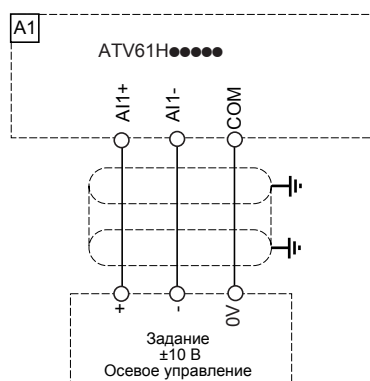 A1
ATV61H●●●●●
AI1+ AI1- COM
+ - 0V
Задание
±10 В
Осевое управление